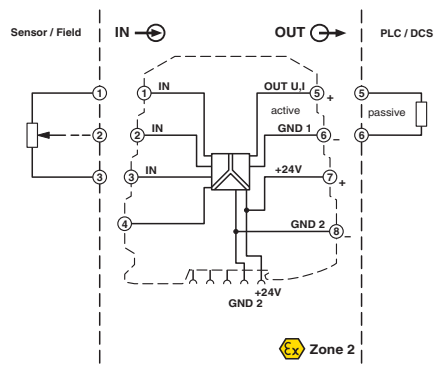 Sensor / Field IN OUT PLC / DCS
1 1 IN OUT U,I 5 + 5
active passive
2 2 IN GND 1 6 – 6
3 3 IN +24V 7 +
4 GND 2 8 –
+24V
GND 2
Ex Zone 2